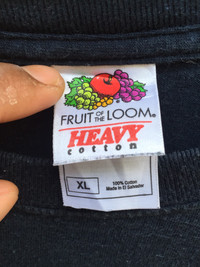 FRUIT OF THE LOOM®
HEAVY
cotton
XL
100% Cotton
Made in El Salvador